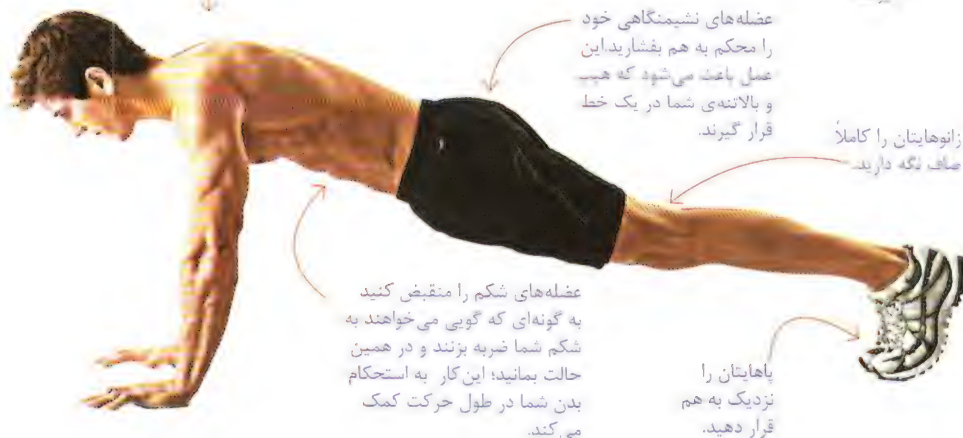 عضله‌های نشیمنگاهی خود
را محکم به هم بفشارید.این
عمل باعث می‌شود که هیپ
و بالاتنه‌ی شما در یک خط
قرار گیرند.
زانوهایتان را کاملاً
صاف نگه دارید.
عضله‌های شکم را منقبض کنید
به گونه‌ای که گویی می‌خواهند به
شکم شما ضربه بزنند و در همین
حالت بمانید؛ این کار به استحکام
بدن شما در طول حرکت کمک
می‌کند.
پاهایتان را
نزدیک به هم
قرار دهید.